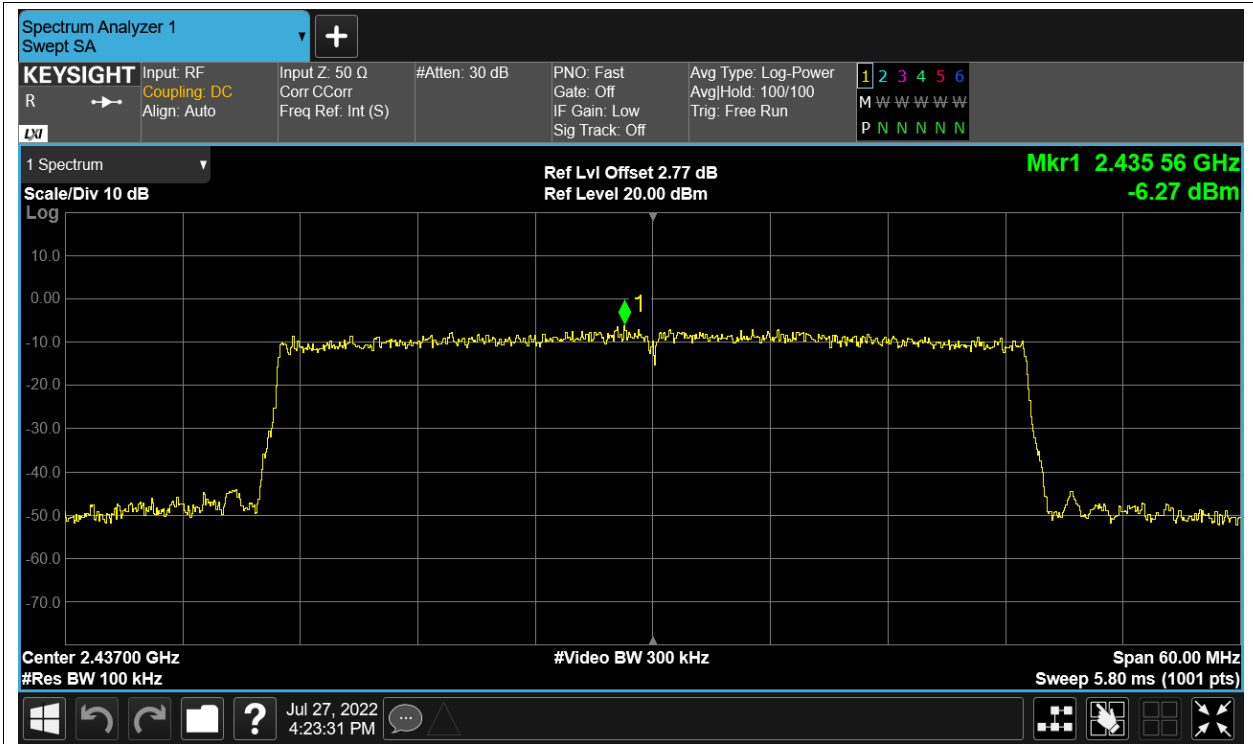 Spectrum Analyzer 1
Swept SA
+
KEYSIGHT
R
LXI
Input: RF
Coupling: DC
Align: Auto
Input Z: 50 Ω
Corr CCorr
Freq Ref: Int (S)
#Atten: 30 dB
PNO: Fast
Gate: Off
IF Gain: Low
Sig Track: Off
Avg Type: Log-Power
Avg|Hold: 100/100
Trig: Free Run
1 2 3 4 5 6
M W W W W W
P N N N N N
1 Spectrum
Scale/Div 10 dB
Ref Lvl Offset 2.77 dB
Ref Level 20.00 dBm
Mkr1 2.435 56 GHz
-6.27 dBm
Log
10.0
0.00
-10.0
-20.0
-30.0
-40.0
-50.0
-60.0
-70.0
1
Center 2.43700 GHz
#Res BW 100 kHz
#Video BW 300 kHz
Span 60.00 MHz
Sweep 5.80 ms (1001 pts)
?
Jul 27, 2022
4:23:31 PM